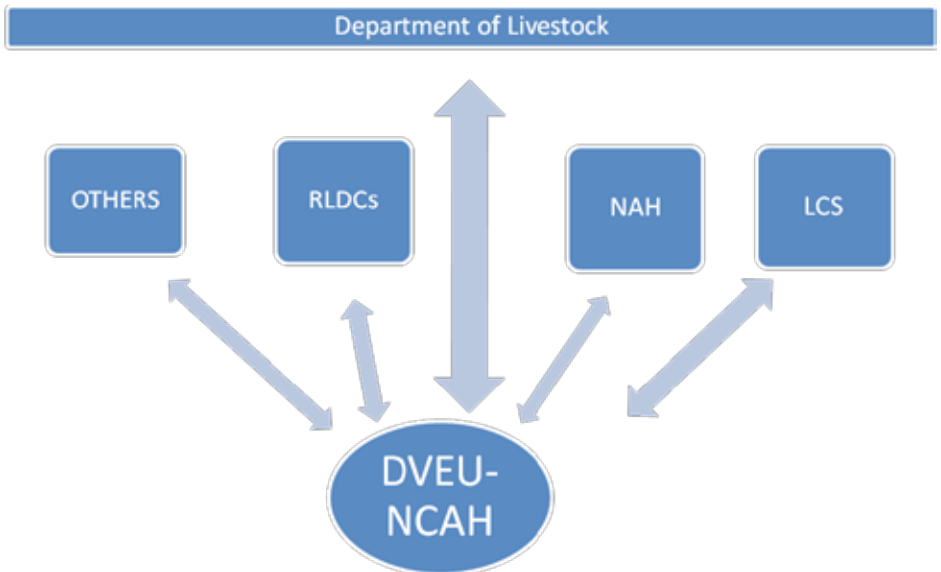 Department of Livestock
OTHERS
RLDCs
NAH
LCS
DVEU-
NCAH